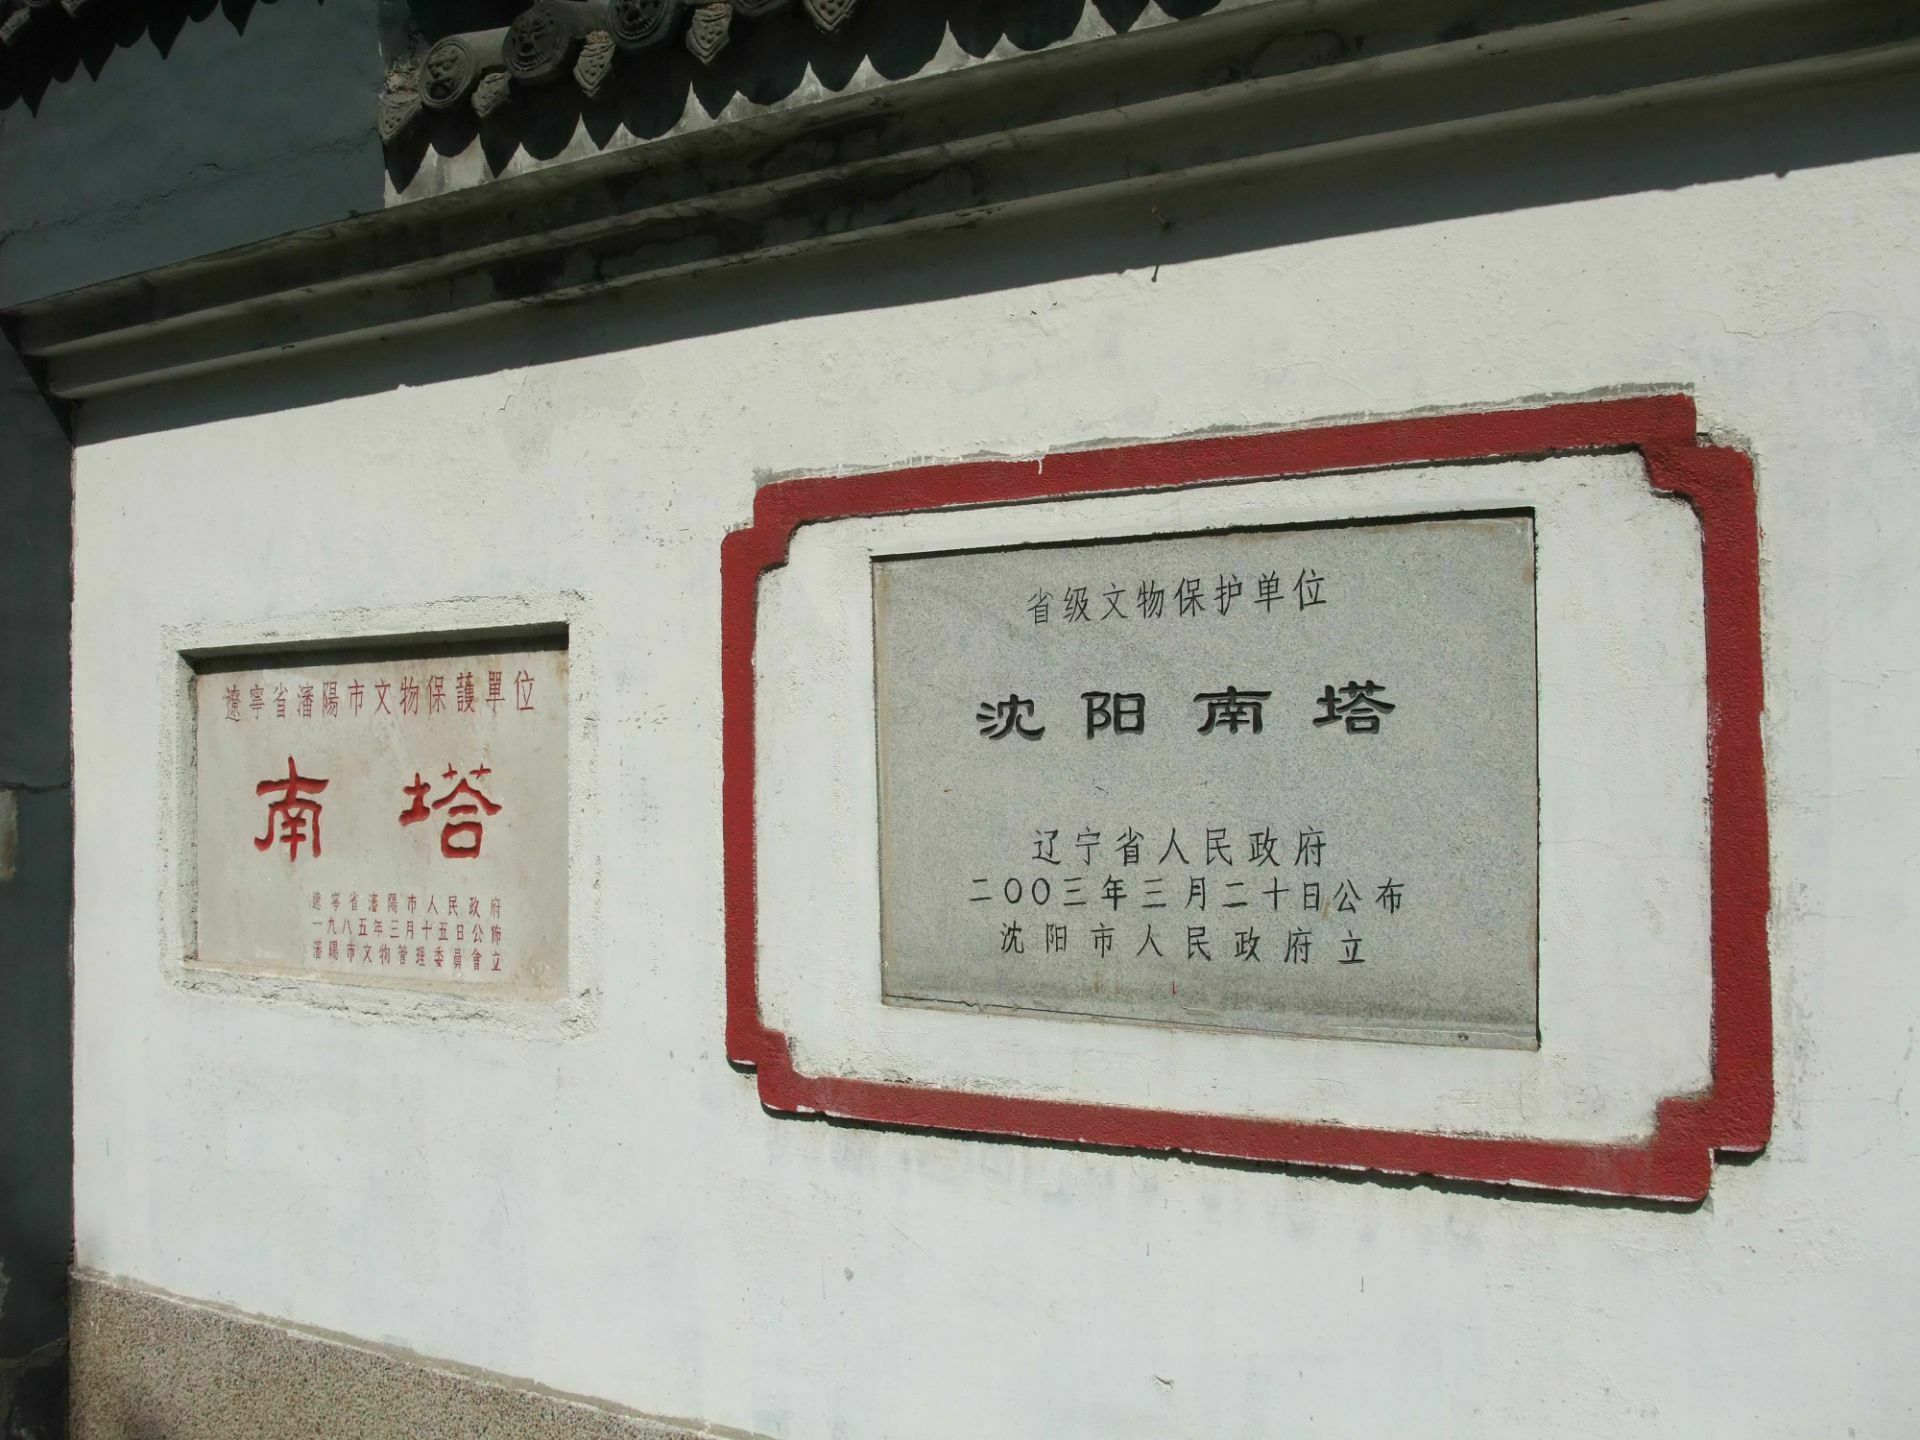 遼寧省瀋陽市文物保護單位
南塔
遼寧省瀋陽市人民政府
一九八五年三月十五日公佈
瀋陽市文物管理委員會立
省级文物保护单位
沈阳南塔
辽宁省人民政府
二〇〇三年三月二十日公布
沈阳市人民政府立